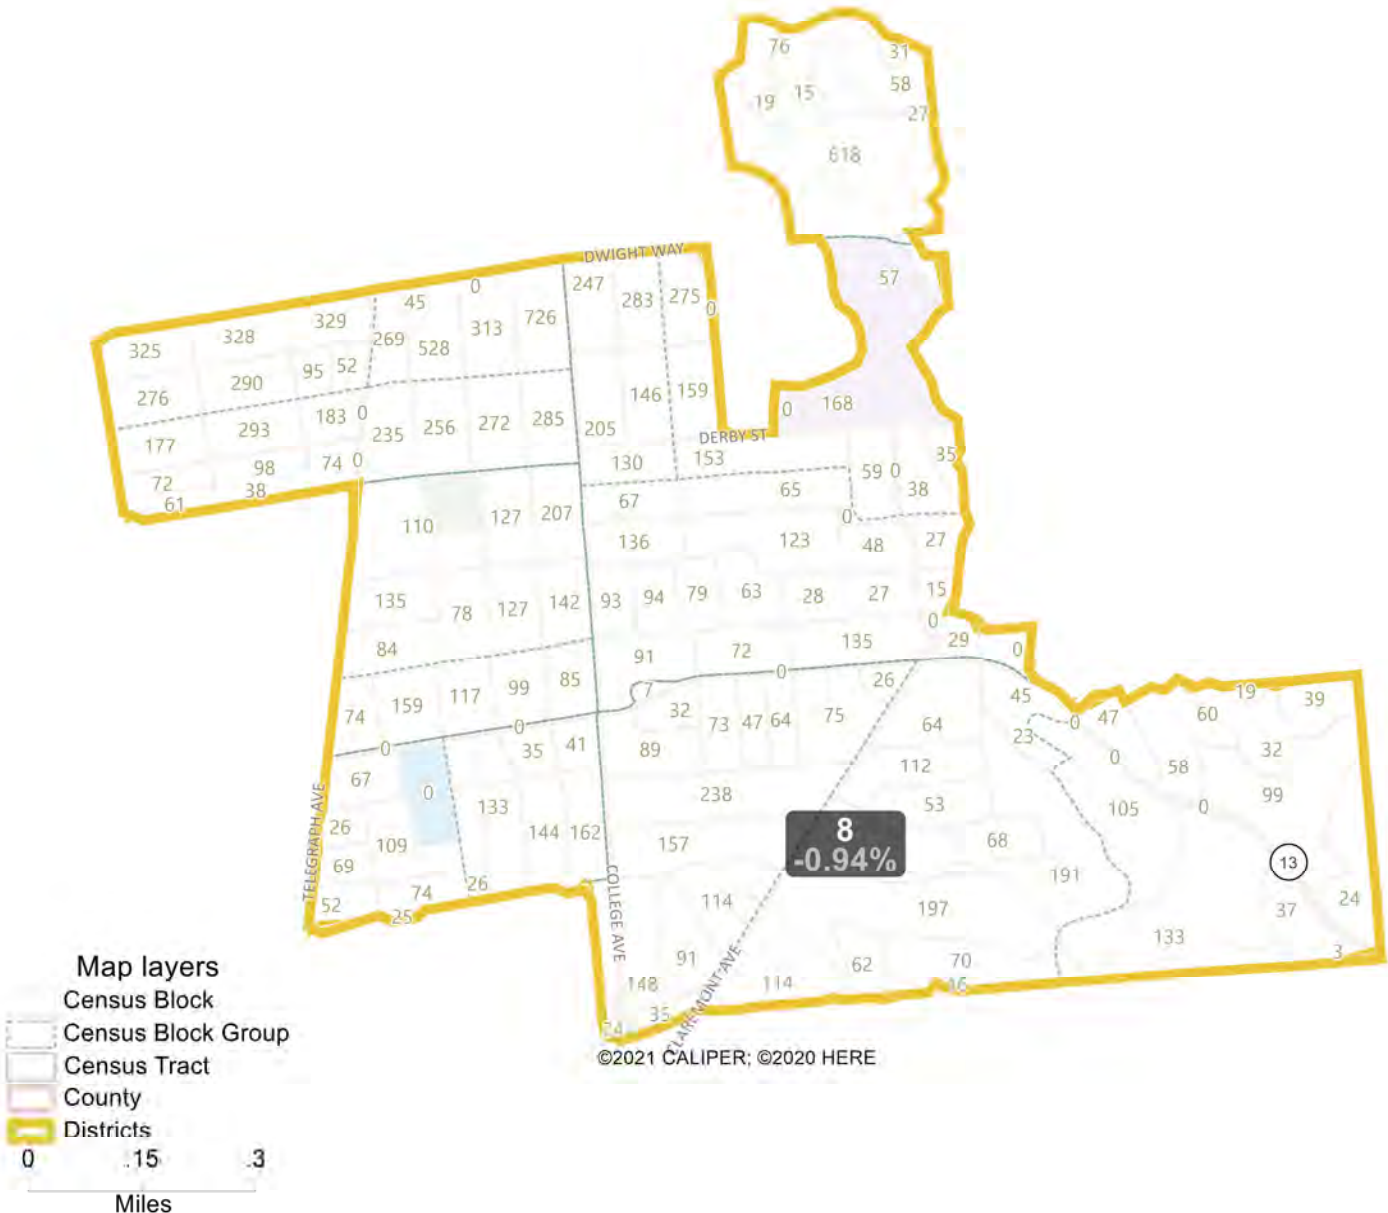 76 31
19 15 58
27
618
57
DWIGHT WAY
247 283 275 0
45 0
325 328 329 269 528 313 726
276 290 95 52
146 159
0 168
177 293 183 0 235 256 272 285 205
DERBY ST
72 98 74 0
61 38
130 153 59 0 35
67 65 38
110 127 207
136 123 0 48 27
135 78 127 142 93 94 79 63 28 27 15
0
84 91 72 135 29 0
74 159 117 99 85 7 0 26 45
0 0
32 73 47 64 75 64 23 0 47 60 19 39
67 35 41 89 112 0 58 32
0 133 238 53 105 0 99
26 109 144 162 157 68
8
-0.94%
13
69 74 26 114 197 191 37 24
52 25
TELEGRAPH AVE
COLLEGE AVE
CLAREMONT AVE
91 62 70 133 3
148 114 16
35
24
©2021 CALIPER; ©2020 HERE
Map layers
Census Block
Census Block Group
Census Tract
County
Districts
0 .15 .3
Miles